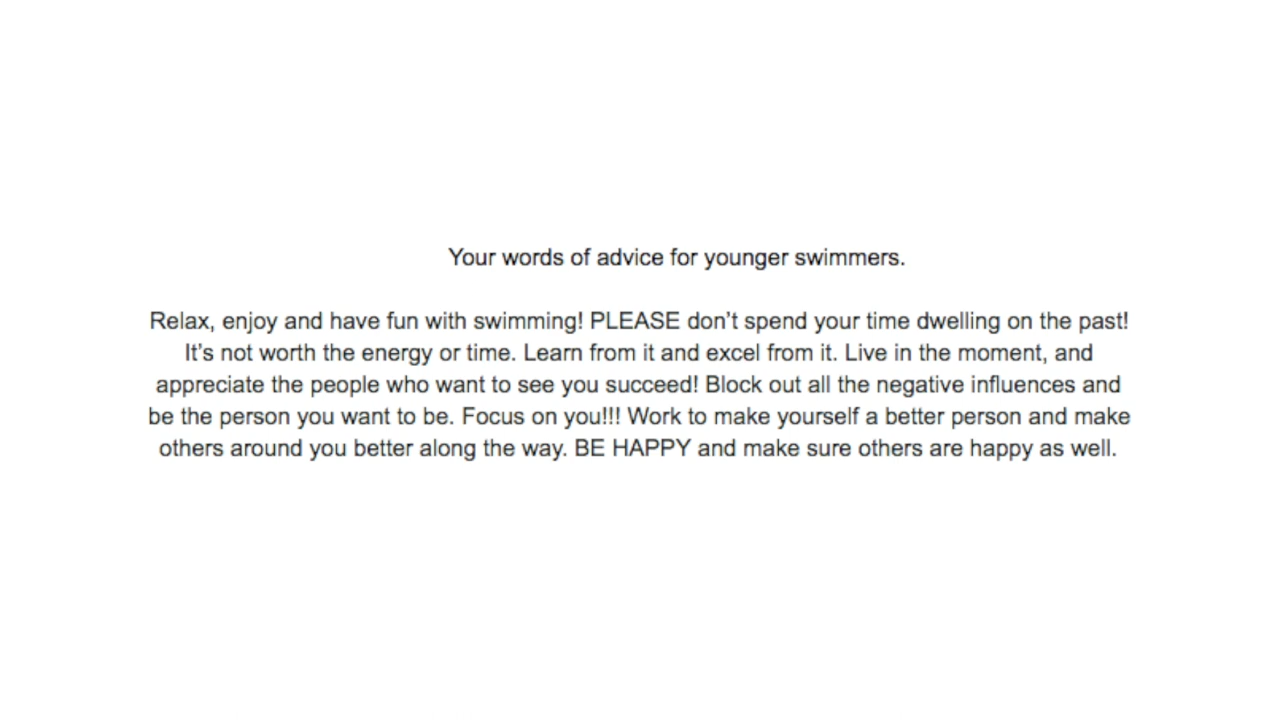 Your words of advice for younger swimmers.
Relax, enjoy and have fun with swimming! PLEASE don’t spend your time dwelling on the past!
It’s not worth the energy or time. Learn from it and excel from it. Live in the moment, and
appreciate the people who want to see you succeed! Block out all the negative influences and
be the person you want to be. Focus on you!!! Work to make yourself a better person and make
others around you better along the way. BE HAPPY and make sure others are happy as well.